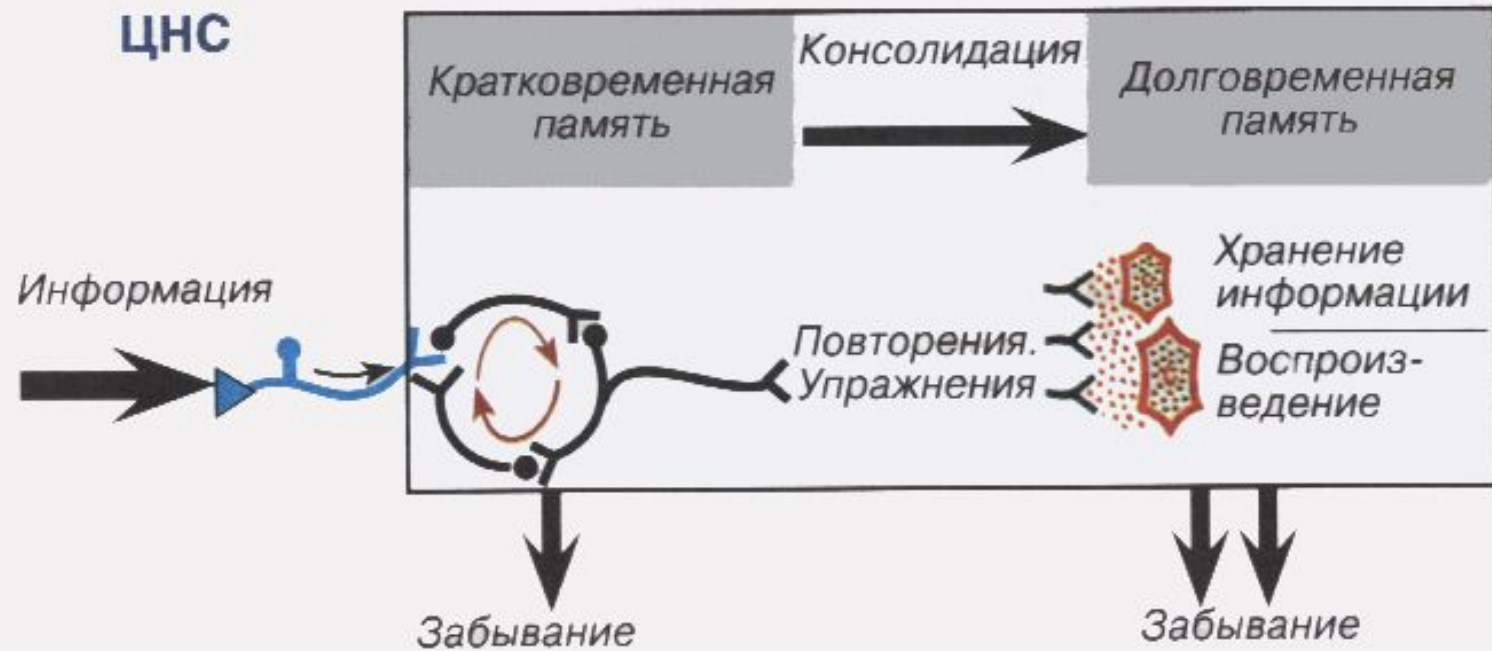 ЦНС
Кратковременная
память
Консолидация
Долговременная
память
Информация
Повторения.
Упражнения
Хранение
информации
Воспроиз-
ведение
Забывание
Забывание